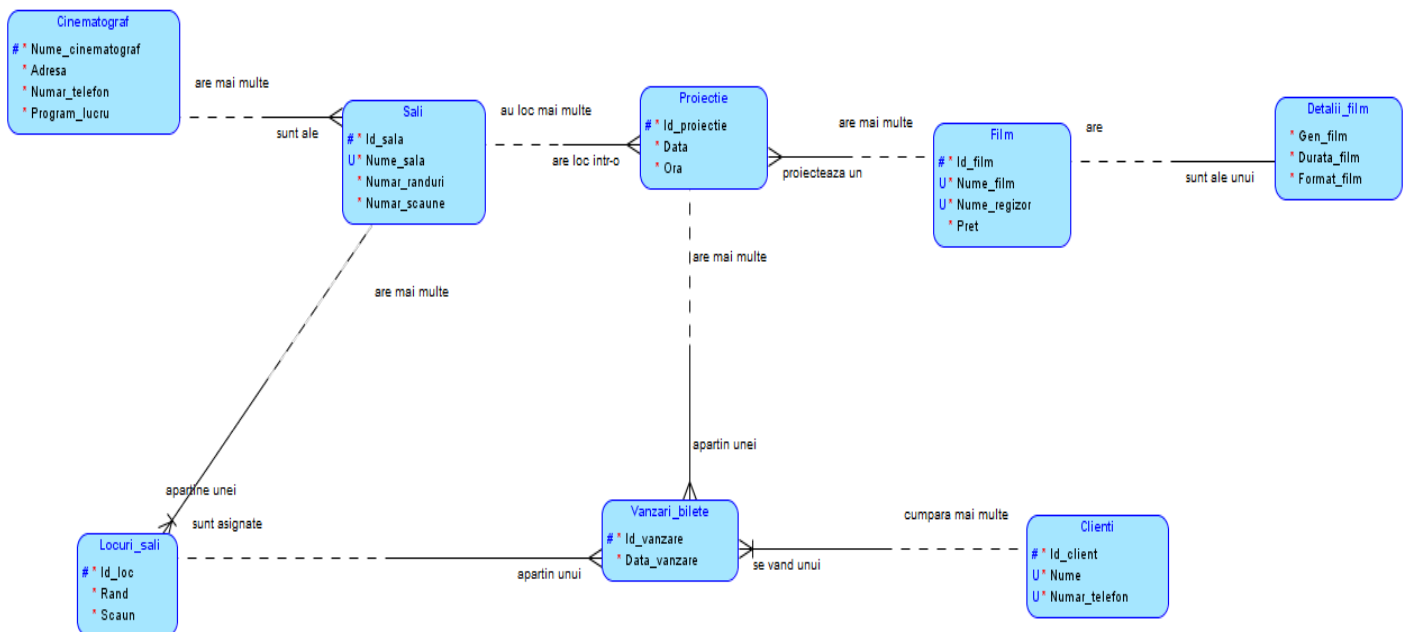 Cinematograf
# * Nume_cinematograf
* Adresa
* Numar_telefon
* Program_lucru
are mai multe
sunt ale
Sali
# * Id_sala
U * Nume_sala
* Numar_randuri
* Numar_scaune
au loc mai multe
are loc intr-o
Proiectie
# * Id_proiectie
* Data
* Ora
are mai multe
proiecteaza un
Film
# * Id_film
U * Nume_film
U * Nume_regizor
* Pret
are
sunt ale unui
Detalii_film
* Gen_film
* Durata_film
* Format_film
are mai multe
are mai multe
apartin unei
apartine unei
sunt asignate
Locuri_sali
# * Id_loc
* Rand
* Scaun
apartin unui
Vanzari_bilete
# * Id_vanzare
* Data_vanzare
cumpara mai multe
se vand unui
Clienti
# * Id_client
U * Nume
U * Numar_telefon